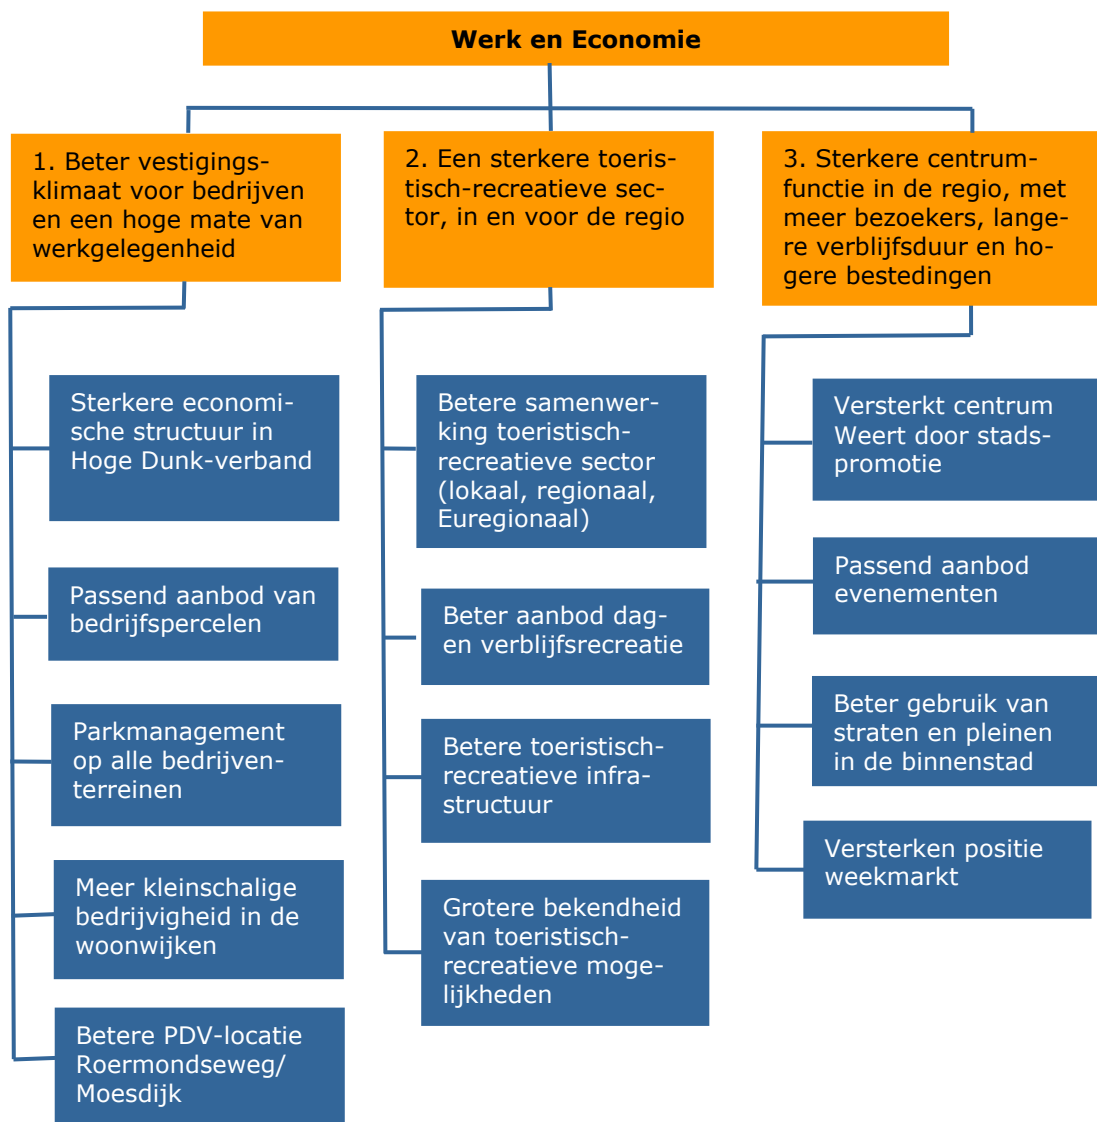 Werk en Economie
1. Beter vestigings-
klimaat voor bedrijven
en een hoge mate van
werkgelegenheid
2. Een sterkere toeris-
tisch-recreatieve sec-
tor, in en voor de regio
3. Sterkere centrum-
functie in de regio, met
meer bezoekers, lange-
re verblijfsduur en ho-
gere bestedingen
Sterkere economi-
sche structuur in
Hoge Dunk-verband
Passend aanbod van
bedrijfspercelen
Parkmanagement
op alle bedrijven-
terreinen
Meer kleinschalige
bedrijvigheid in de
woonwijken
Betere PDV-locatie
Roermondseweg/
Moesdijk
Betere samenwer-
king toeristisch-
recreatieve sector
(lokaal, regionaal,
Euregionaal)
Beter aanbod dag-
en verblijfsrecreatie
Betere toeristisch-
recreatieve infra-
structuur
Grotere bekendheid
van toeristisch-
recreatieve moge-
lijkheden
Versterkt centrum
Weert door stads-
promotie
Passend aanbod
evenementen
Beter gebruik van
straten en pleinen
in de binnenstad
Versterken positie
weekmarkt